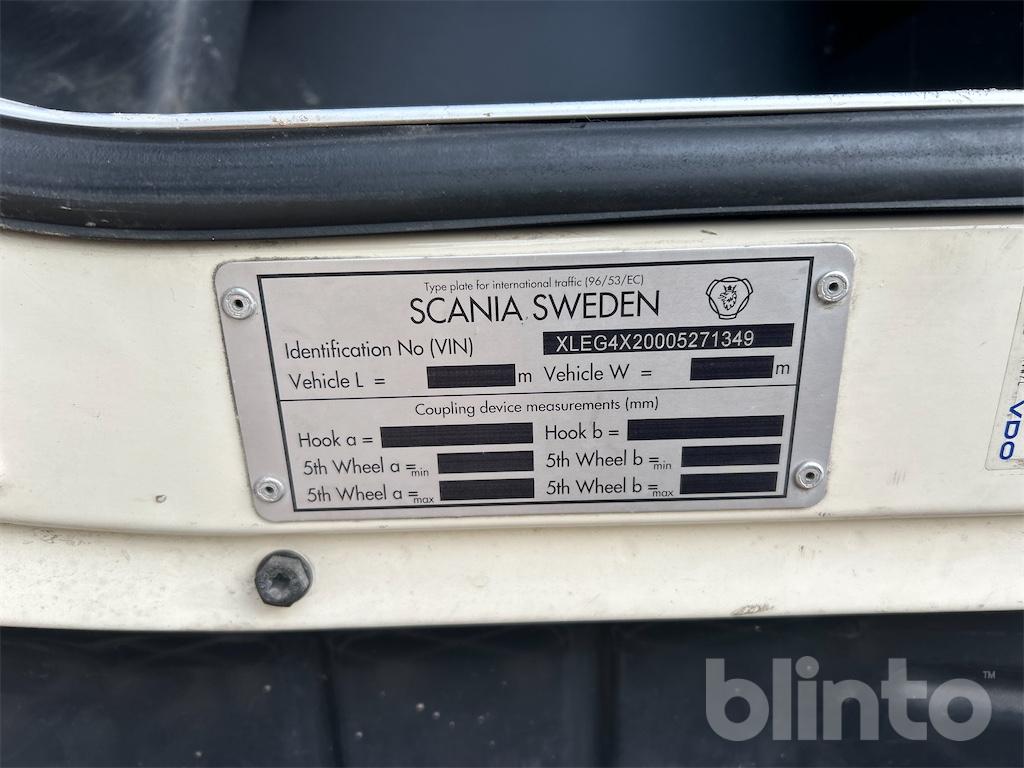 Type plate for international traffic (96/53/EC)
SCANIA SWEDEN
Identification No (VIN) XLEG4X20005271349
Vehicle L = m Vehicle W = m
Coupling device measurements (mm)
Hook a = Hook b =
5th Wheel a = min 5th Wheel b = min
5th Wheel a = max 5th Wheel b = max
VDO
blinto™